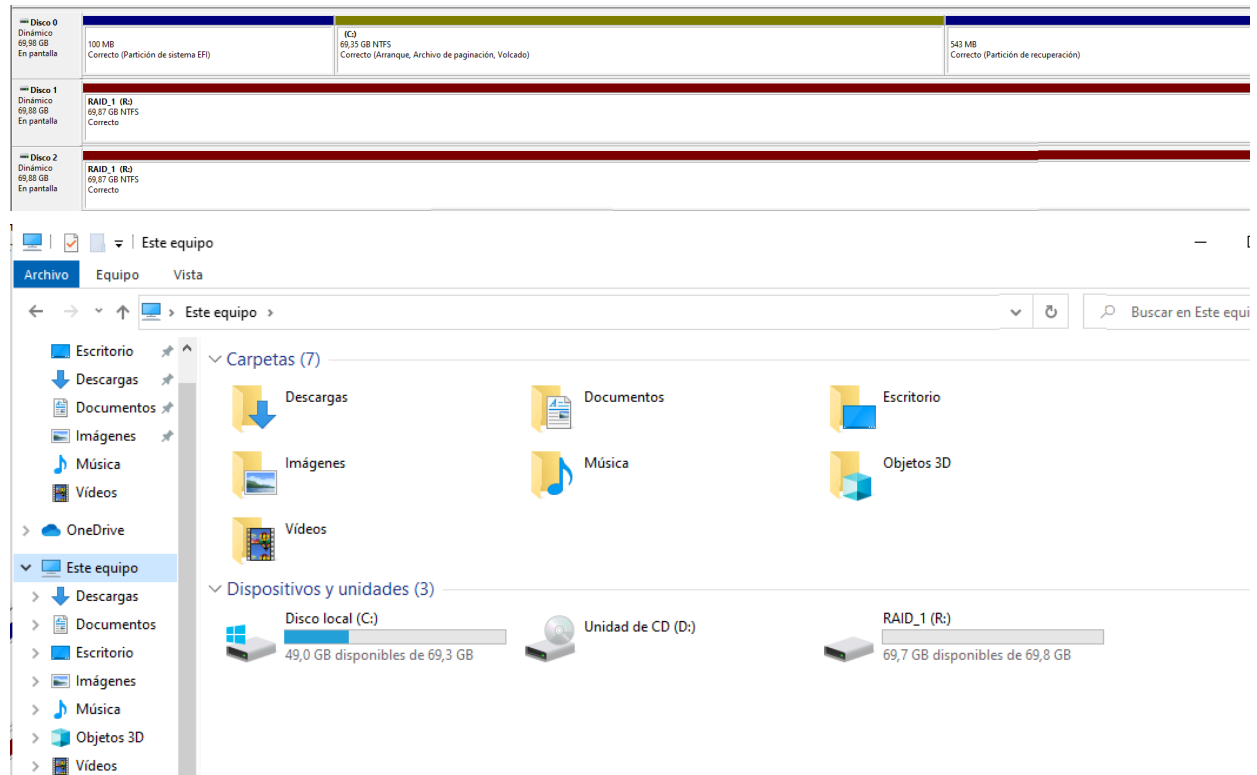 Disco 0
Dinámico
69,98 GB
En pantalla
100 MB
Correcto (Partición de sistema EFI)
(C:)
69,35 GB NTFS
Correcto (Arranque, Archivo de paginación, Volcado)
543 MB
Correcto (Partición de recuperación)
Disco 1
Dinámico
69,88 GB
En pantalla
RAID_1 (R:)
69,87 GB NTFS
Correcto
Disco 2
Dinámico
69,88 GB
En pantalla
RAID_1 (R:)
69,87 GB NTFS
Correcto
Este equipo
Archivo Equipo Vista
Este equipo
Buscar en Este equi
Escritorio
Descargas
Documentos
Imágenes
Música
Vídeos
OneDrive
Este equipo
Descargas
Documentos
Escritorio
Imágenes
Música
Objetos 3D
Vídeos
Carpetas (7)
Descargas
Documentos
Escritorio
Imágenes
Música
Objetos 3D
Vídeos
Dispositivos y unidades (3)
Disco local (C:)
49,0 GB disponibles de 69,3 GB
Unidad de CD (D:)
RAID_1 (R:)
69,7 GB disponibles de 69,8 GB